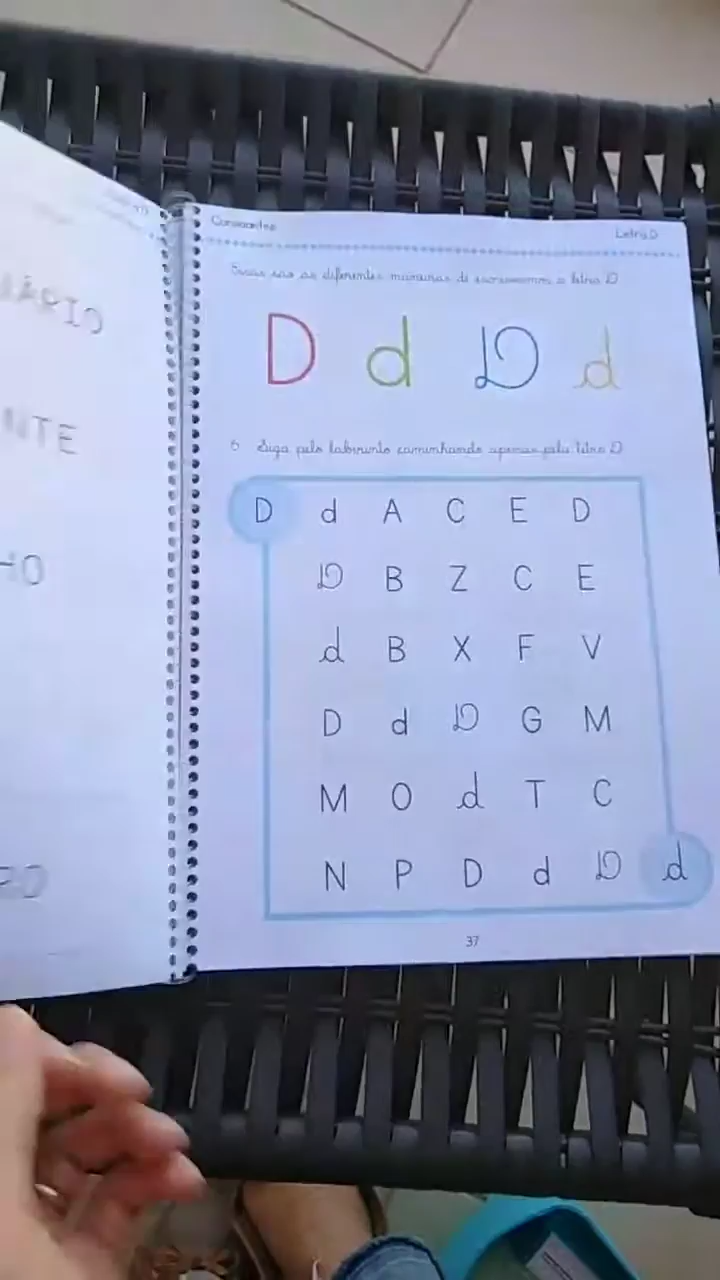 Consoantes
Letra D
Essas são as diferentes maneiras de escrevermos a letra D
D d D d
6 Siga pelo labirinto caminhando apenas pela letra D
D d A C E D
D B Z C E
d B X F V
D d D G M
M O d T C
N P D d D d
37
NTE